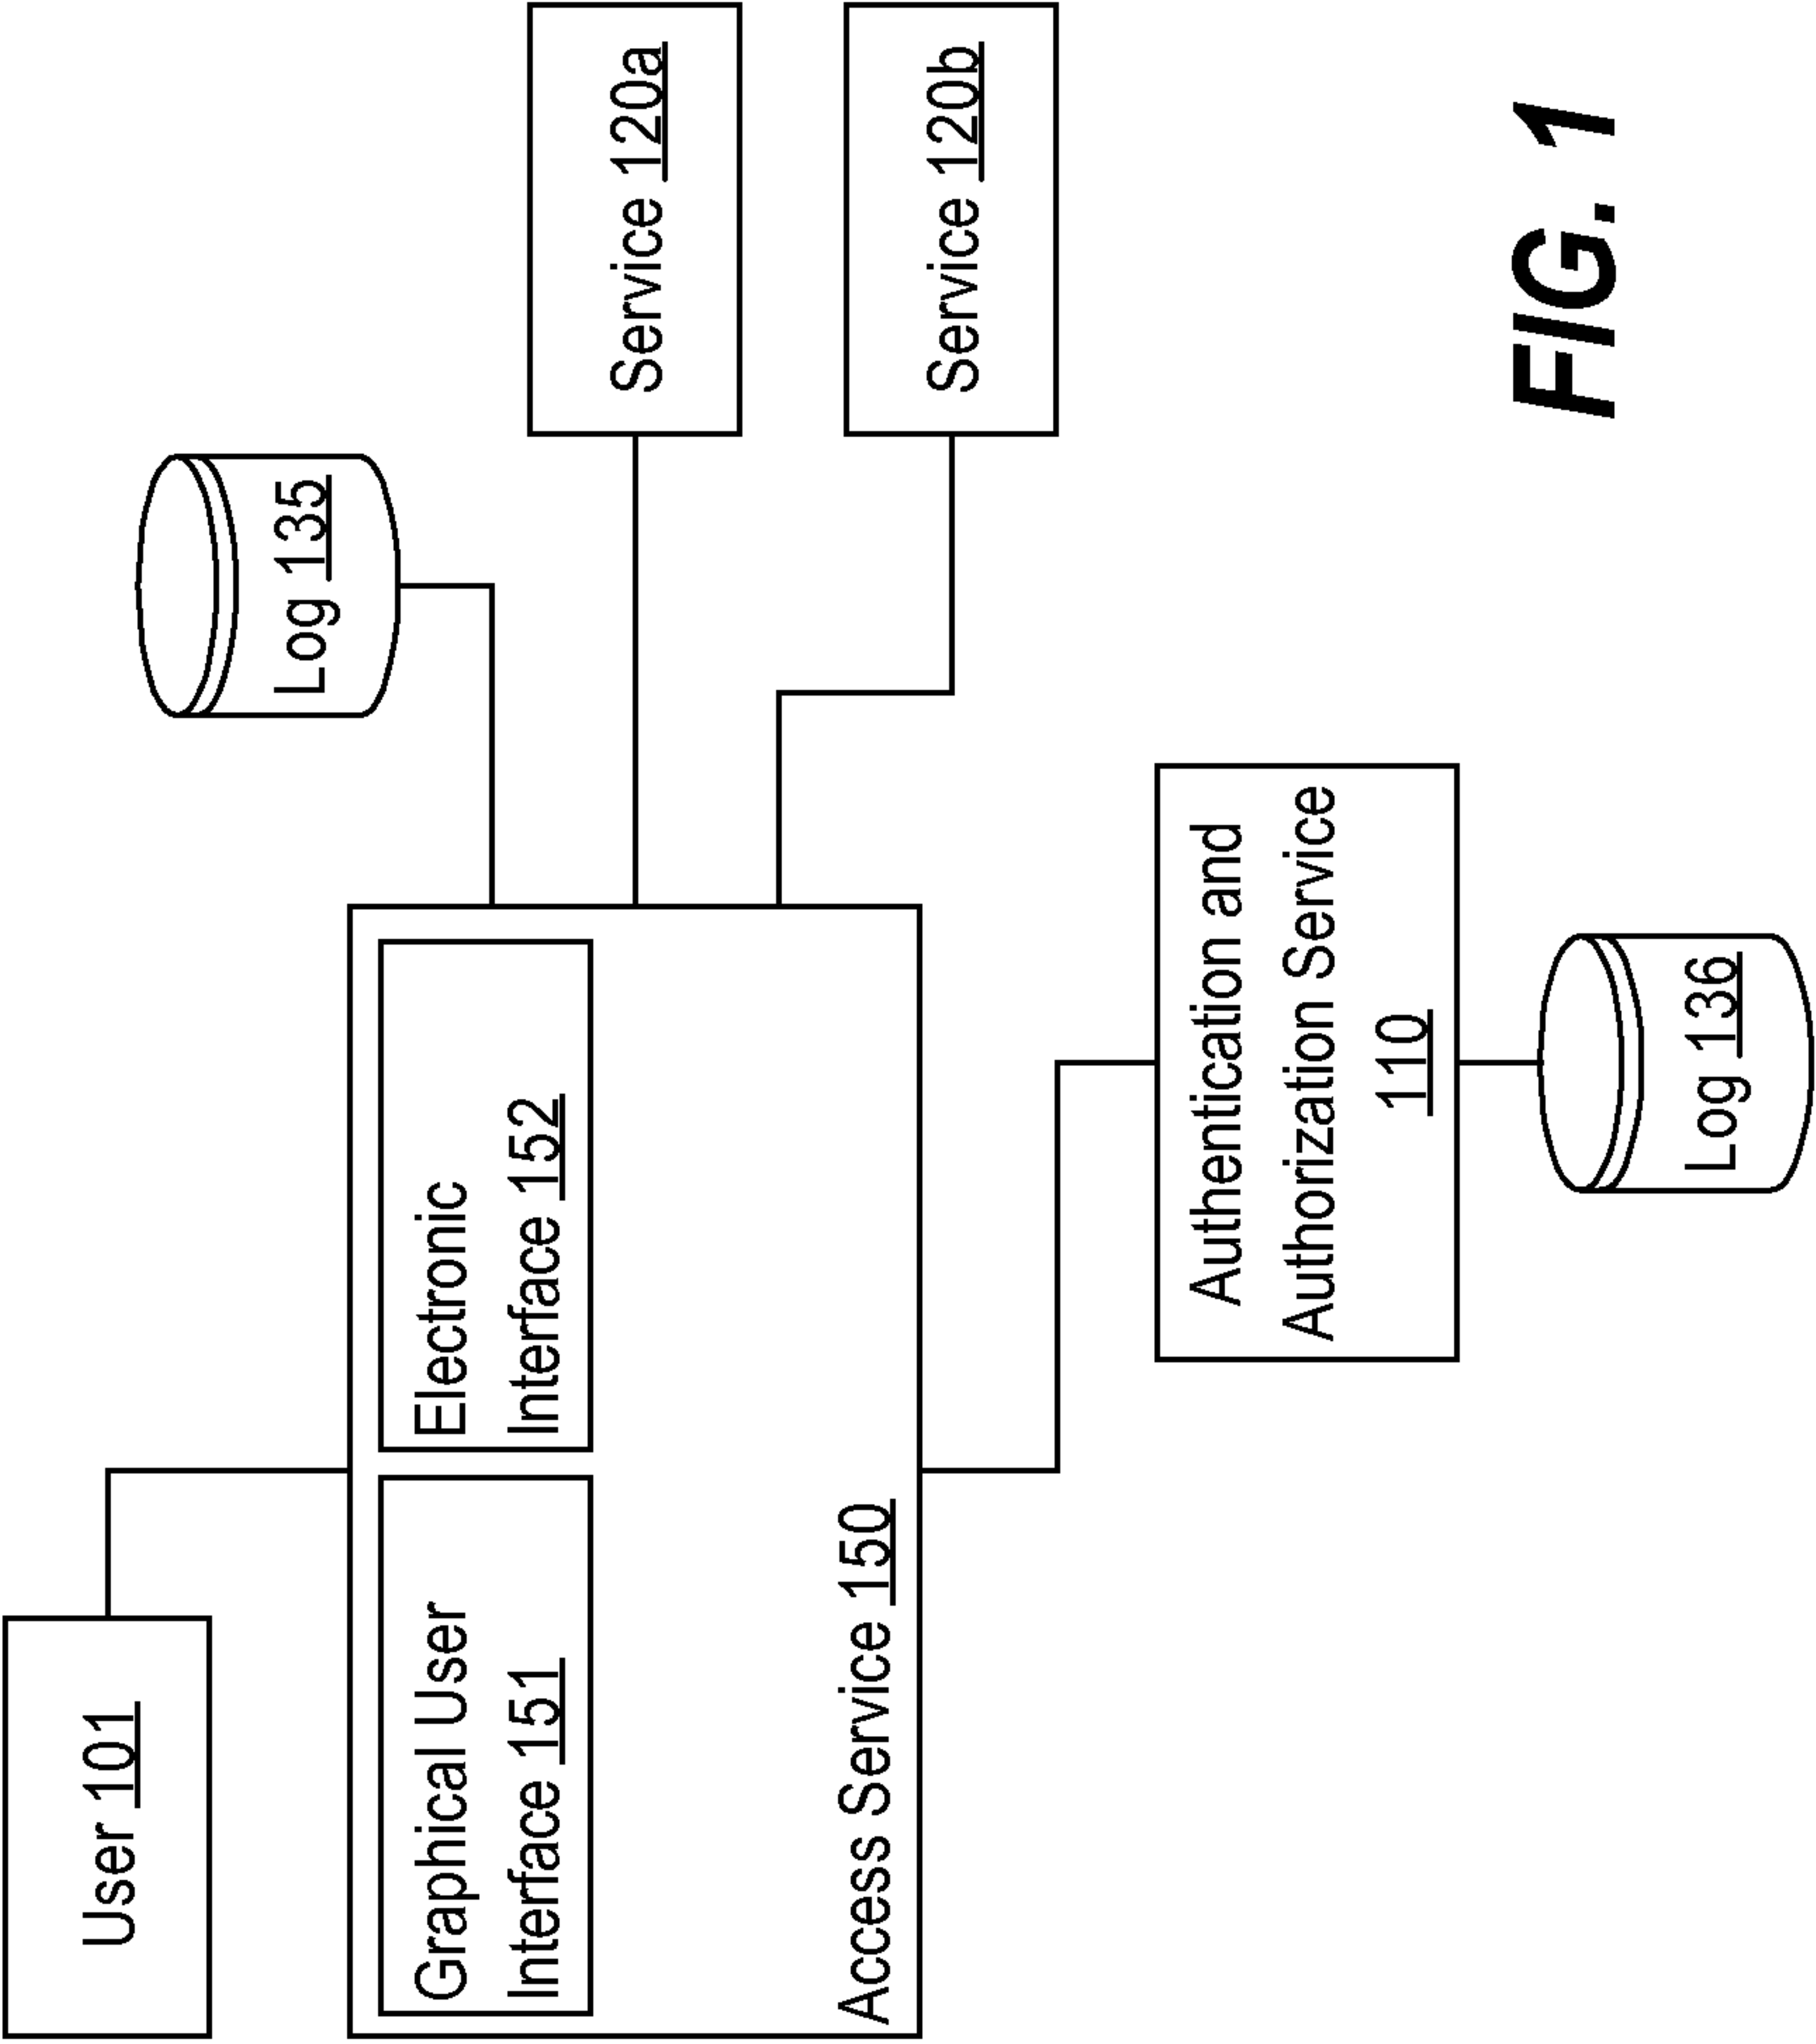 User 101
Log 135
Graphical User
Interface 151
Electronic
Interface 152
Service 120a
Access Service 150
Service 120b
Authentication and
Authorization Service
110
Log 136
FIG. 1